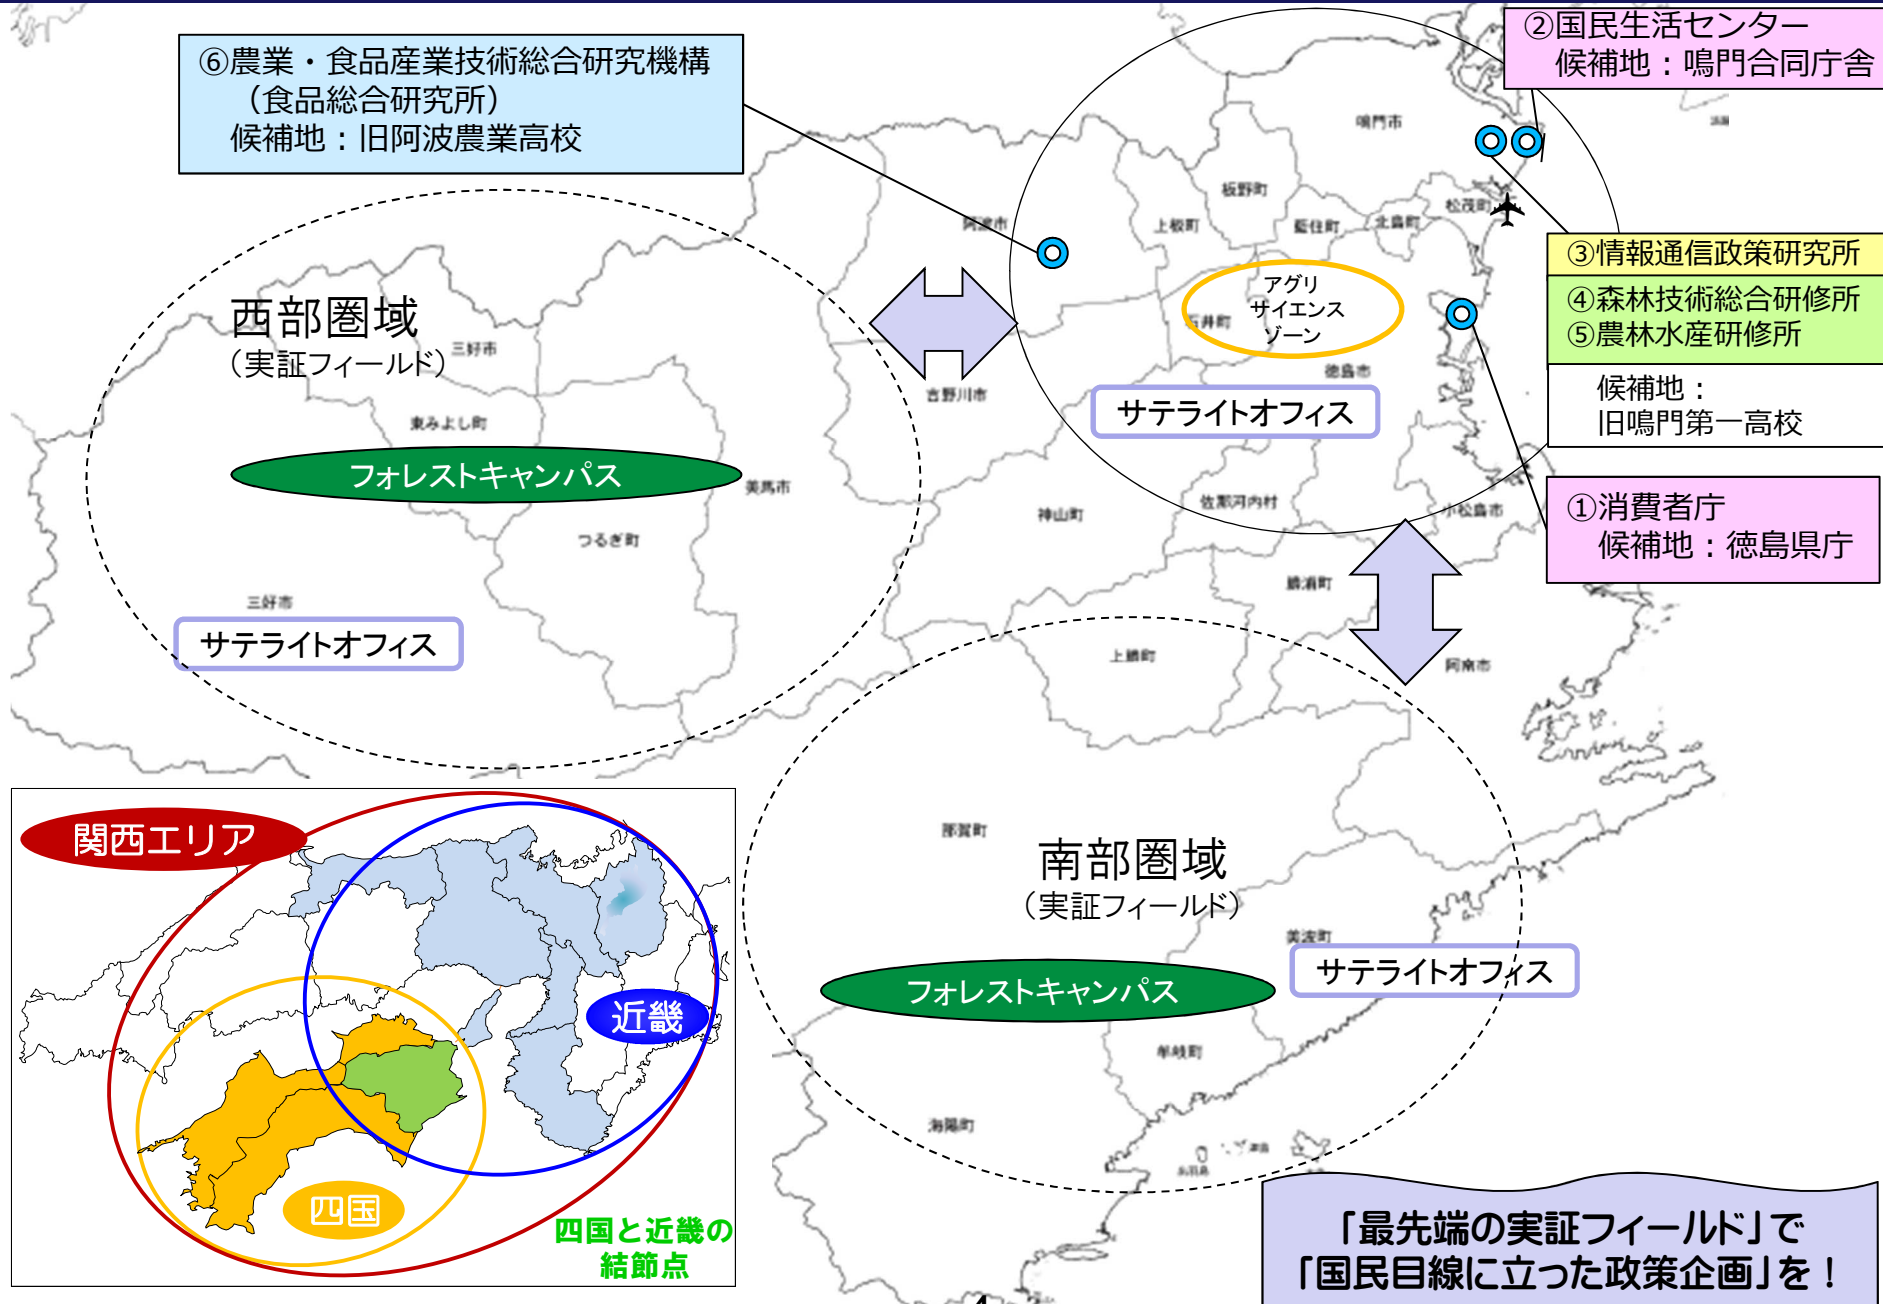 ⑥農業・食品産業技術総合研究機構
（食品総合研究所）
候補地：旧阿波農業高校
②国民生活センター
候補地：鳴門合同庁舎
③情報通信政策研究所
④森林技術総合研修所
⑤農林水産研修所
候補地：
旧鳴門第一高校
①消費者庁
候補地：徳島県庁
鳴門市
板野町
松茂町
北島町
藍住町
上板町
阿波市
アグリ
サイエンス
ゾーン
石井町
徳島市
サテライトオフィス
吉野川市
西部圏域
（実証フィールド）
三好市
東みよし町
フォレストキャンパス
美馬市
つるぎ町
三好市
サテライトオフィス
神山町
佐那河内村
小松島市
勝浦町
上勝町
阿南市
那賀町
南部圏域
（実証フィールド）
美波町
サテライトオフィス
フォレストキャンパス
牟岐町
海陽町
関西エリア
近畿
四国
四国と近畿の
結節点
「最先端の実証フィールド」で
「国民目線に立った政策企画」を！